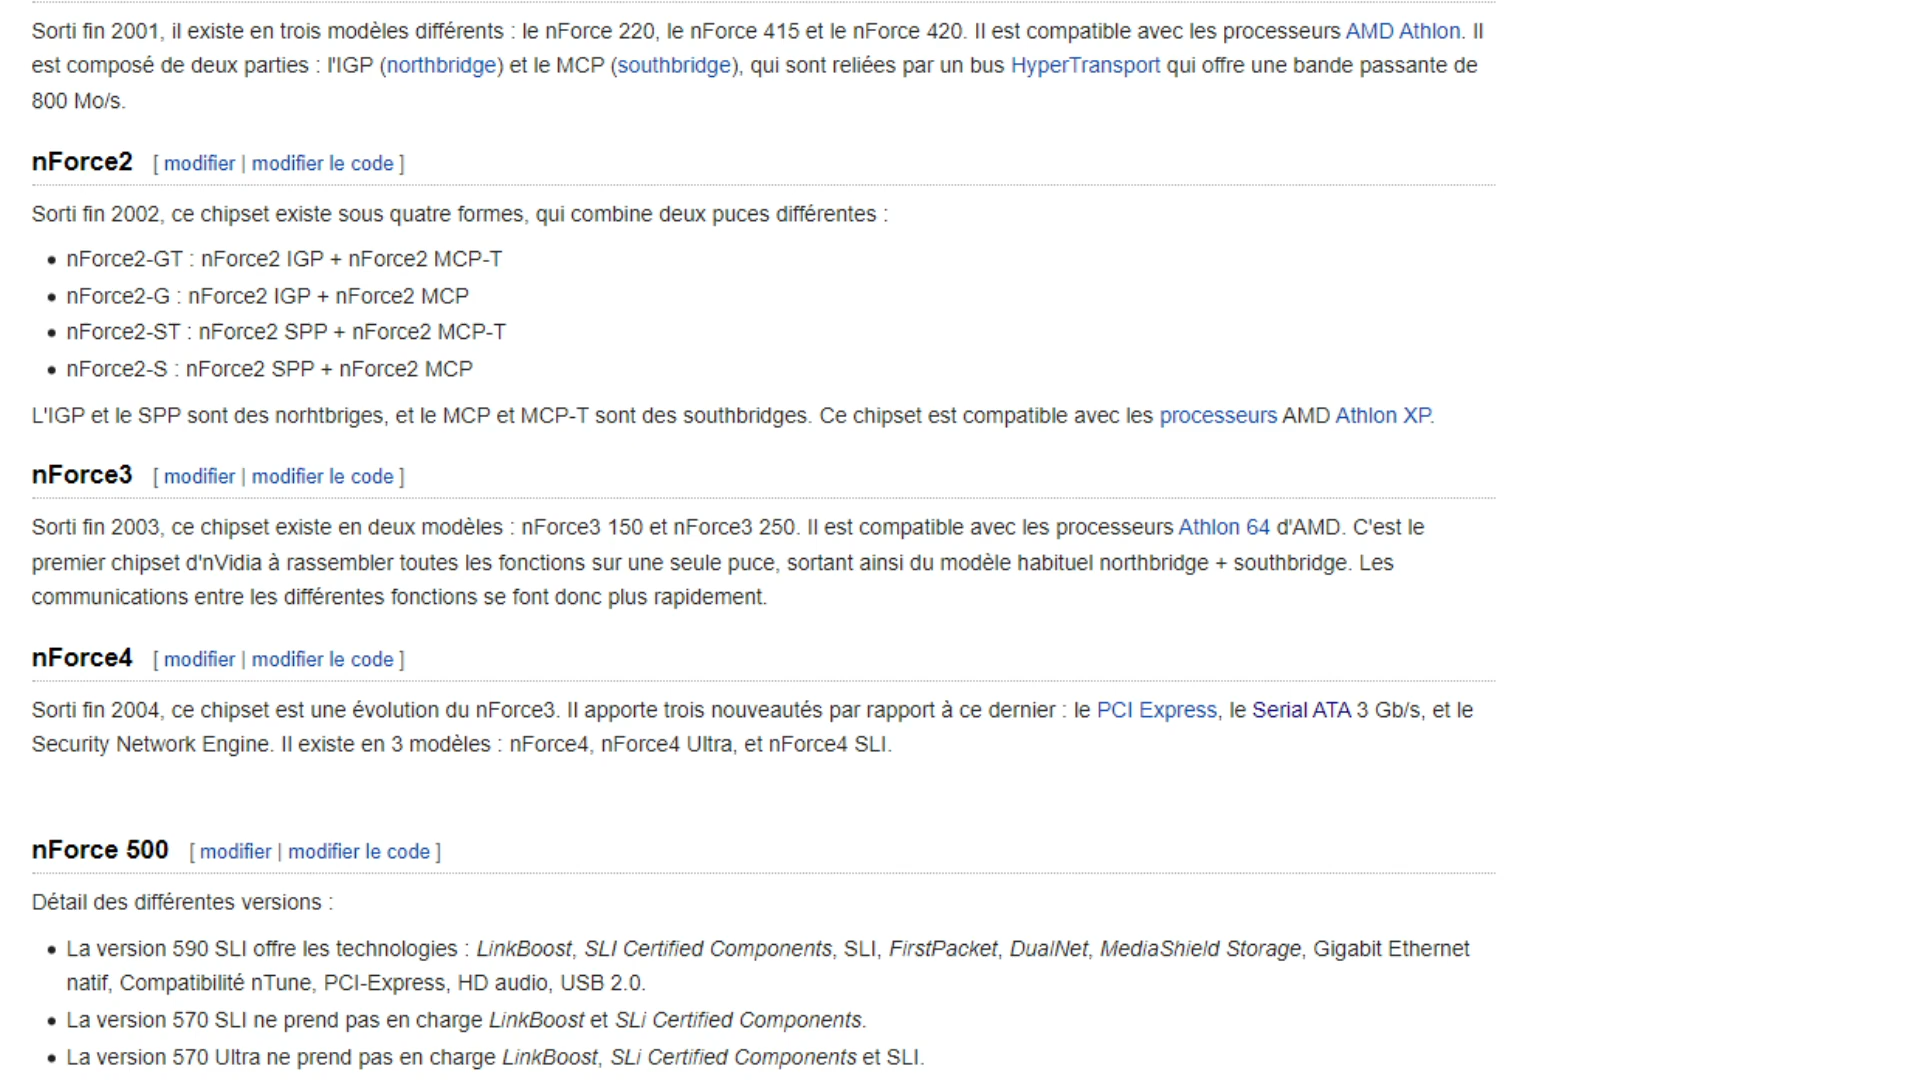 Sorti fin 2001, il existe en trois modèles différents : le nForce 220, le nForce 415 et le nForce 420. Il est compatible avec les processeurs AMD Athlon. Il
est composé de deux parties : l'IGP (northbridge) et le MCP (southbridge), qui sont reliées par un bus HyperTransport qui offre une bande passante de
800 Mo/s.
nForce2 [ modifier | modifier le code ]
Sorti fin 2002, ce chipset existe sous quatre formes, qui combine deux puces différentes :
• nForce2-GT : nForce2 IGP + nForce2 MCP-T
• nForce2-G : nForce2 IGP + nForce2 MCP
• nForce2-ST : nForce2 SPP + nForce2 MCP-T
• nForce2-S : nForce2 SPP + nForce2 MCP
L'IGP et le SPP sont des norhtbriges, et le MCP et MCP-T sont des southbridges. Ce chipset est compatible avec les processeurs AMD Athlon XP.
nForce3 [ modifier | modifier le code ]
Sorti fin 2003, ce chipset existe en deux modèles : nForce3 150 et nForce3 250. Il est compatible avec les processeurs Athlon 64 d'AMD. C'est le
premier chipset d'nVidia à rassembler toutes les fonctions sur une seule puce, sortant ainsi du modèle habituel northbridge + southbridge. Les
communications entre les différentes fonctions se font donc plus rapidement.
nForce4 [ modifier | modifier le code ]
Sorti fin 2004, ce chipset est une évolution du nForce3. Il apporte trois nouveautés par rapport à ce dernier : le PCI Express, le Serial ATA 3 Gb/s, et le
Security Network Engine. Il existe en 3 modèles : nForce4, nForce4 Ultra, et nForce4 SLI.
nForce 500 [ modifier | modifier le code ]
Détail des différentes versions :
• La version 590 SLI offre les technologies : LinkBoost, SLI Certified Components, SLI, FirstPacket, DualNet, MediaShield Storage, Gigabit Ethernet
natif, Compatibilité nTune, PCI-Express, HD audio, USB 2.0.
• La version 570 SLI ne prend pas en charge LinkBoost et SLi Certified Components.
• La version 570 Ultra ne prend pas en charge LinkBoost, SLi Certified Components et SLI.